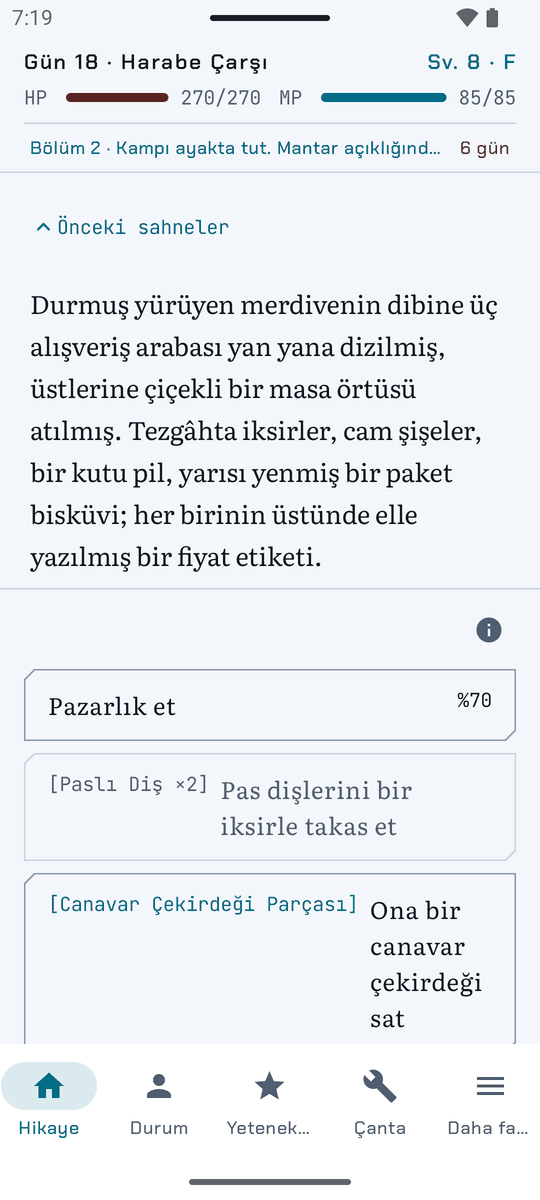 7:19
Gün 18 · Harabe Çarşı
Sv. 8 · F
HP 270/270 MP 85/85
Bölüm 2 · Kampı ayakta tut. Mantar açıklığınd... 6 gün
Önceki sahneler
Durmuş yürüyen merdivenin dibine üç
alışveriş arabası yan yana dizilmiş,
üstlerine çiçekli bir masa örtüsü
atılmış. Tezgâhta iksirler, cam şişeler,
bir kutu pil, yarısı yenmiş bir paket
bisküvi; her birinin üstünde elle
yazılmış bir fiyat etiketi.
Pazarlık et %70
[Paslı Diş ×2] Pas dişlerini bir
iksirle takas et
[Canavar Çekirdeği Parçası] Ona bir
canavar
çekirdeği
sat
Hikaye Durum Yetenek... Çanta Daha fa...